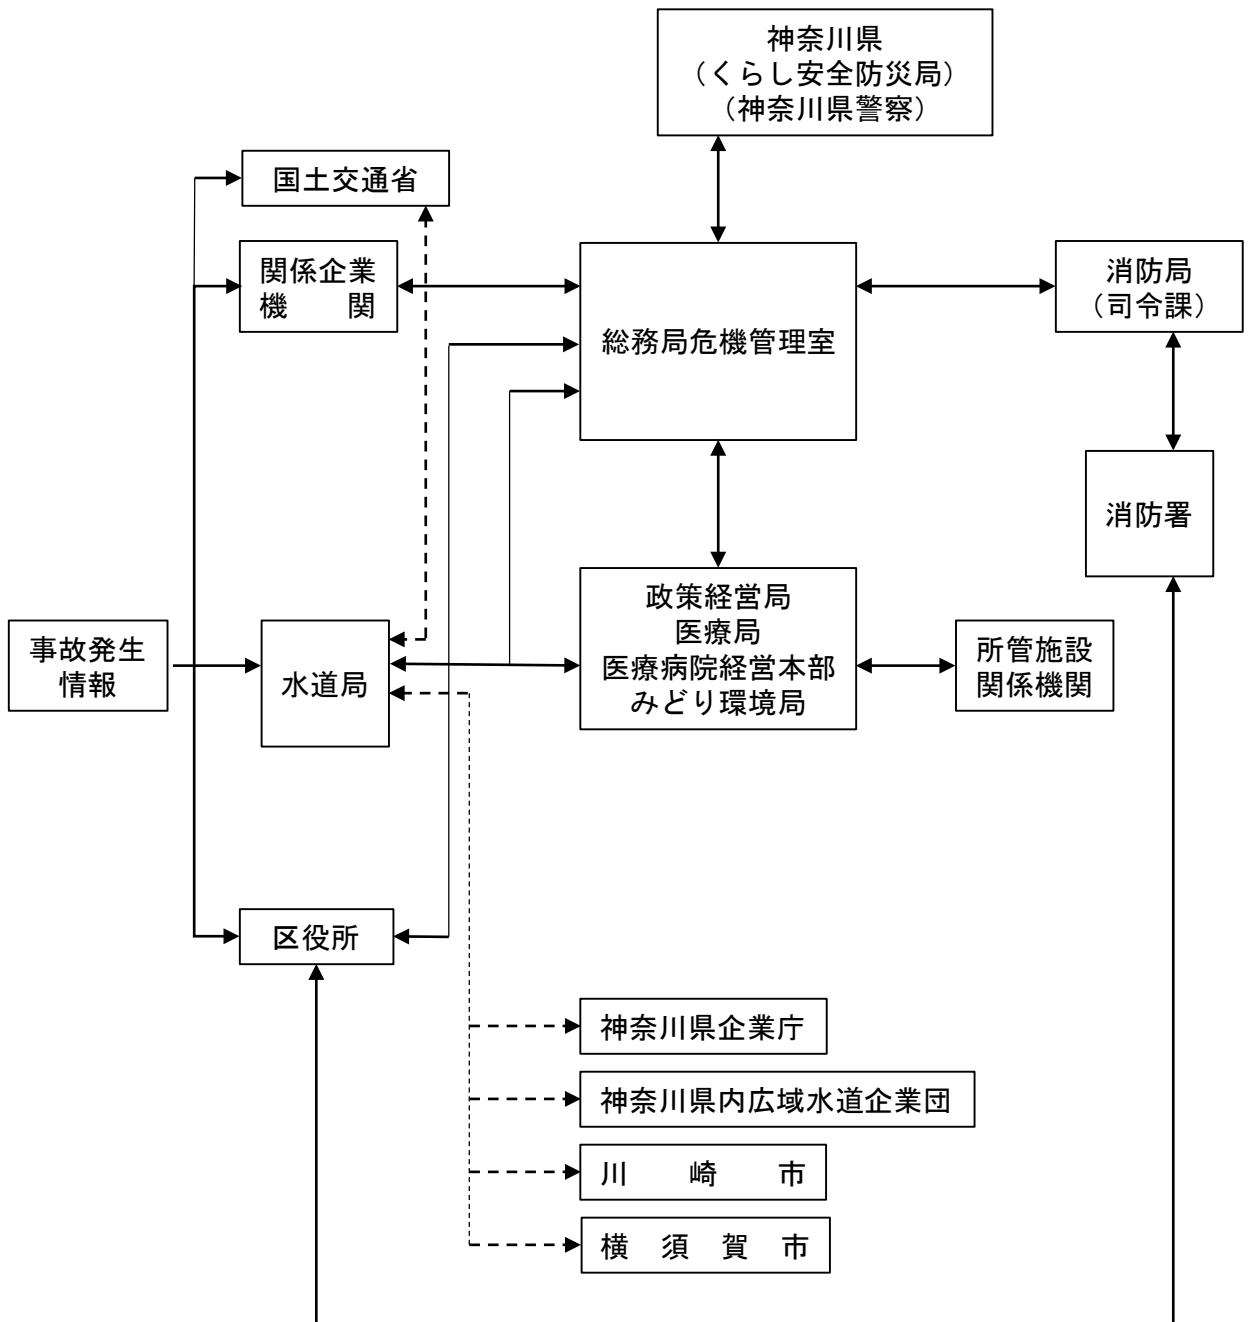 神奈川県
（くらし安全防災局）
（神奈川県警察）
国土交通省
関係企業
機　　関
総務局危機管理室
消防局
（司令課）
消防署
事故発生
情報
水道局
政策経営局
医療局
医療病院経営本部
みどり環境局
所管施設
関係機関
区役所
神奈川県企業庁
神奈川県内広域水道企業団
川　　崎　　市
横　須　賀　市